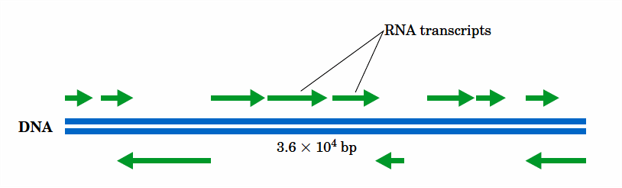 RNA transcripts
DNA
3.6 × 10⁴ bp